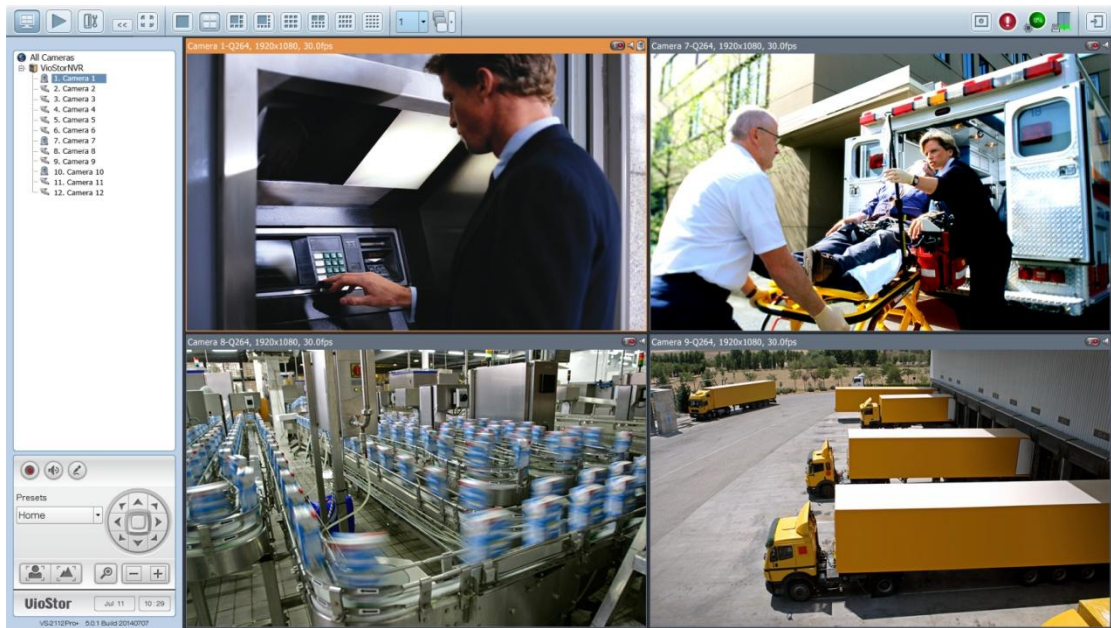 1
0%
All Cameras
VioStorNVR
1. Camera 1
2. Camera 2
3. Camera 3
4. Camera 4
5. Camera 5
6. Camera 6
7. Camera 7
8. Camera 8
9. Camera 9
10. Camera 10
11. Camera 11
12. Camera 12
Camera 1-Q264, 1920x1080, 30.0fps
Camera 7-Q264, 1920x1080, 30.0fps
Camera 8-Q264, 1920x1080, 30.0fps
Camera 9-Q264, 1920x1080, 30.0fps
Presets
Home
VioStor
Jul 11
10:29
VS-2112Pro+ 5.0.1 Build 20140707